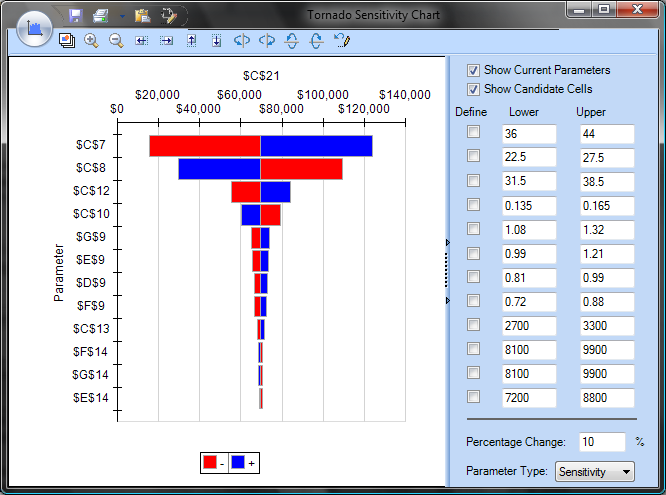 Tornado Sensitivity Chart
$C$21
$20,000 $60,000 $100,000 $140,000
$0 $40,000 $80,000 $120,000
Parameter
$C$7
$C$8
$C$12
$C$10
$G$9
$E$9
$D$9
$F$9
$C$13
$F$14
$G$14
$E$14
- +
Show Current Parameters
Show Candidate Cells
Define Lower Upper
36 44
22.5 27.5
31.5 38.5
0.135 0.165
1.08 1.32
0.99 1.21
0.81 0.99
0.72 0.88
2700 3300
8100 9900
8100 9900
7200 8800
Percentage Change: 10 %
Parameter Type: Sensitivity